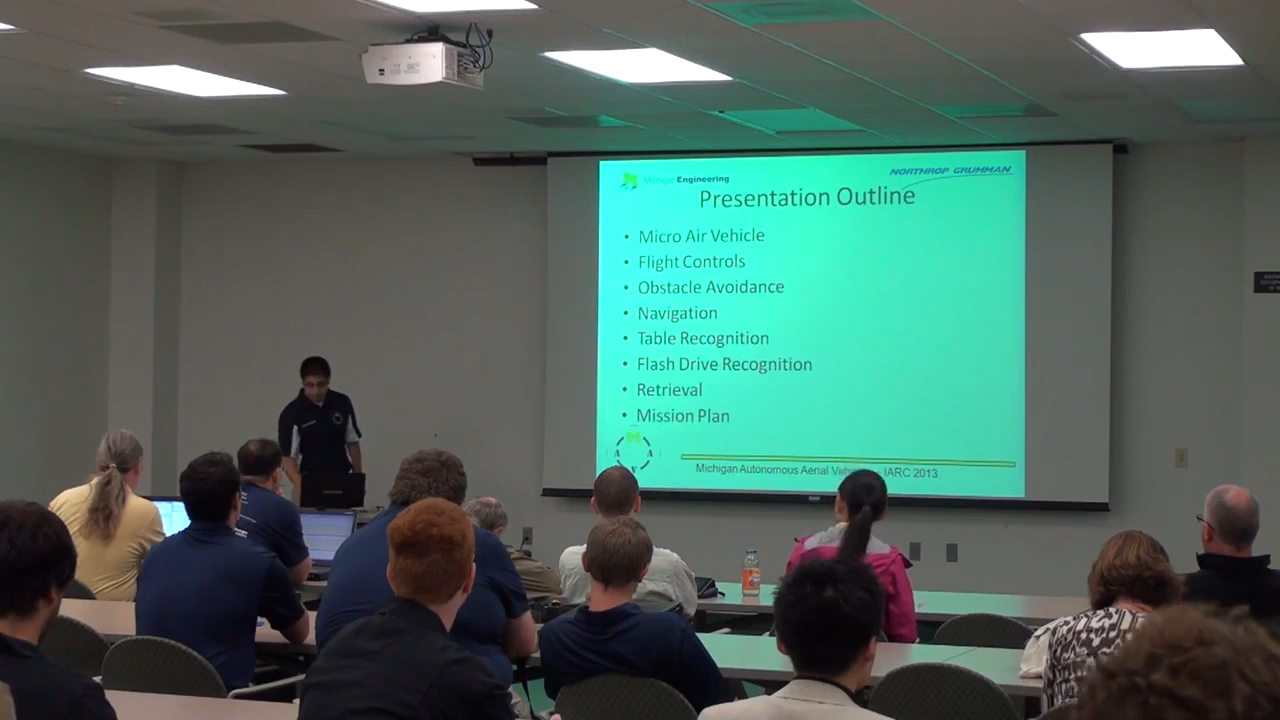 Michigan Engineering
NORTHROP GRUMMAN
Presentation Outline
• Micro Air Vehicle
• Flight Controls
• Obstacle Avoidance
• Navigation
• Table Recognition
• Flash Drive Recognition
• Retrieval
• Mission Plan
M
A A
V
Michigan Autonomous Aerial IARC 2013